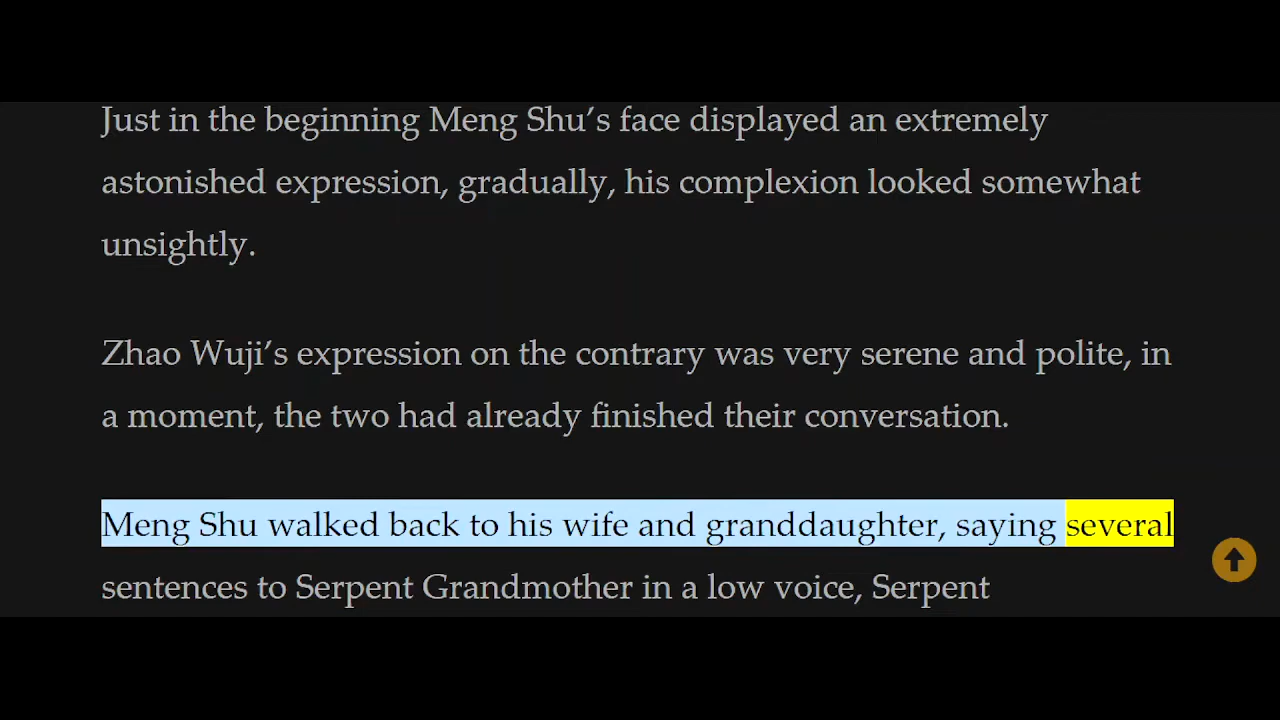 Just in the beginning Meng Shu’s face displayed an extremely
astonished expression, gradually, his complexion looked somewhat
unsightly.
Zhao Wuji’s expression on the contrary was very serene and polite, in
a moment, the two had already finished their conversation.
Meng Shu walked back to his wife and granddaughter, saying several
sentences to Serpent Grandmother in a low voice, Serpent